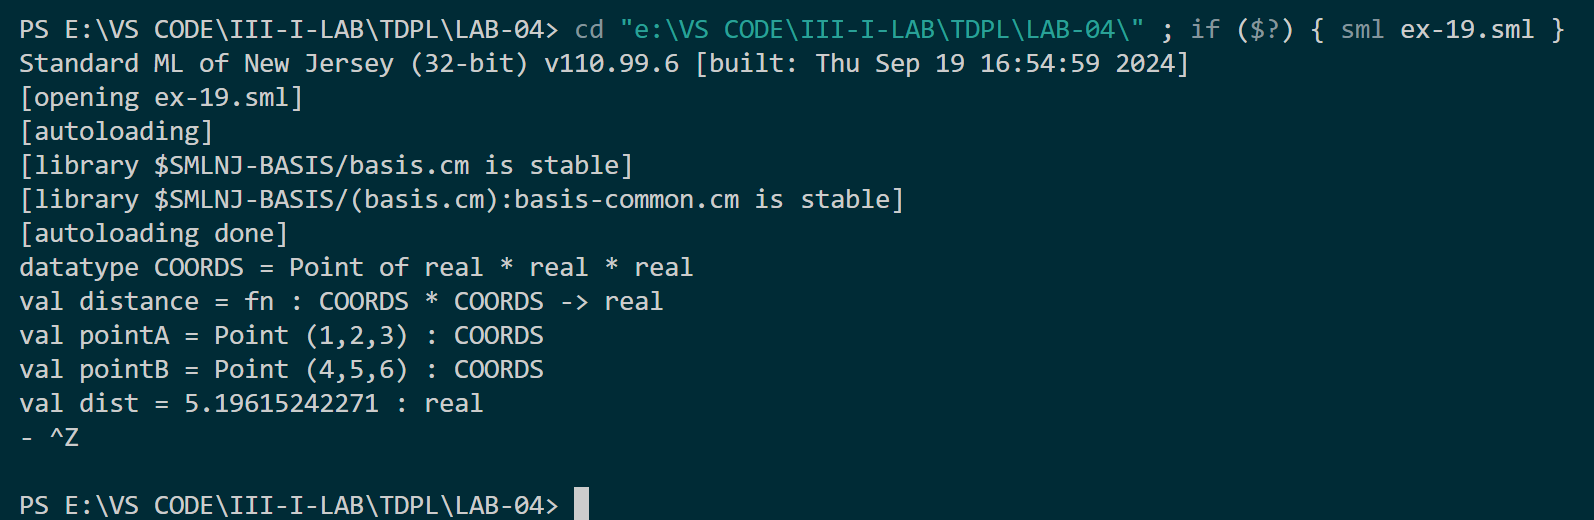 PS E:\VS CODE\III-I-LAB\TDPL\LAB-04> cd "e:\VS CODE\III-I-LAB\TDPL\LAB-04\" ; if ($?) { sml ex-19.sml }
Standard ML of New Jersey (32-bit) v110.99.6 [built: Thu Sep 19 16:54:59 2024]
[opening ex-19.sml]
[autoloading]
[library $SMLNJ-BASIS/basis.cm is stable]
[library $SMLNJ-BASIS/(basis.cm):basis-common.cm is stable]
[autoloading done]
datatype COORDS = Point of real * real * real
val distance = fn : COORDS * COORDS -> real
val pointA = Point (1,2,3) : COORDS
val pointB = Point (4,5,6) : COORDS
val dist = 5.19615242271 : real
- ^Z
PS E:\VS CODE\III-I-LAB\TDPL\LAB-04>